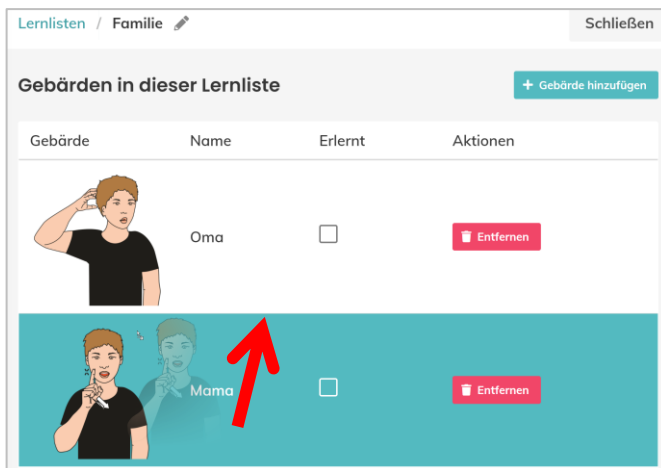 Lernlisten / Familie
Schließen
Gebärden in dieser Lernliste
+ Gebärde hinzufügen
Gebärde Name Erlernt Aktionen
Oma Entfernen
Mama Entfernen